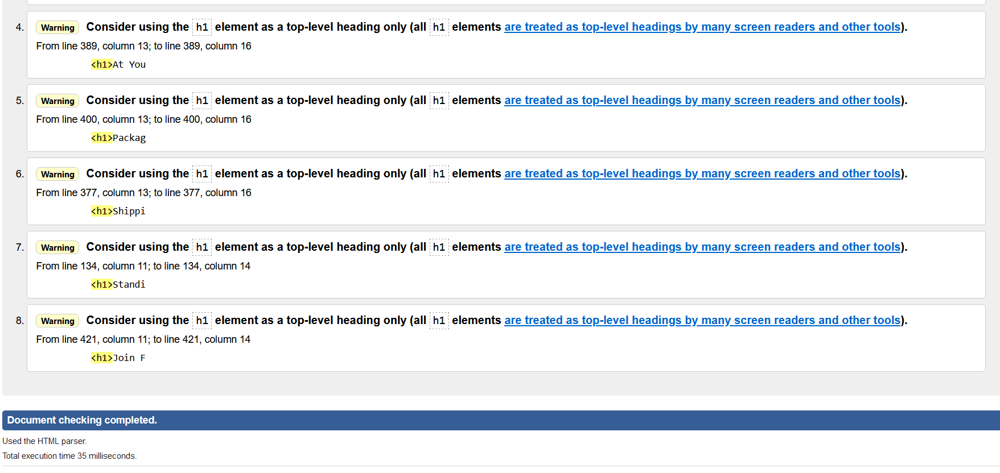 4. Warning Consider using the h1 element as a top-level heading only (all h1 elements are treated as top-level headings by many screen readers and other tools).
From line 389, column 13; to line 389, column 16
<h1>At You
5. Warning Consider using the h1 element as a top-level heading only (all h1 elements are treated as top-level headings by many screen readers and other tools).
From line 400, column 13; to line 400, column 16
<h1>Packag
6. Warning Consider using the h1 element as a top-level heading only (all h1 elements are treated as top-level headings by many screen readers and other tools).
From line 377, column 13; to line 377, column 16
<h1>Shippi
7. Warning Consider using the h1 element as a top-level heading only (all h1 elements are treated as top-level headings by many screen readers and other tools).
From line 134, column 11; to line 134, column 14
<h1>Standi
8. Warning Consider using the h1 element as a top-level heading only (all h1 elements are treated as top-level headings by many screen readers and other tools).
From line 421, column 11; to line 421, column 14
<h1>Join F
Document checking completed.
Used the HTML parser.
Total execution time 35 milliseconds.